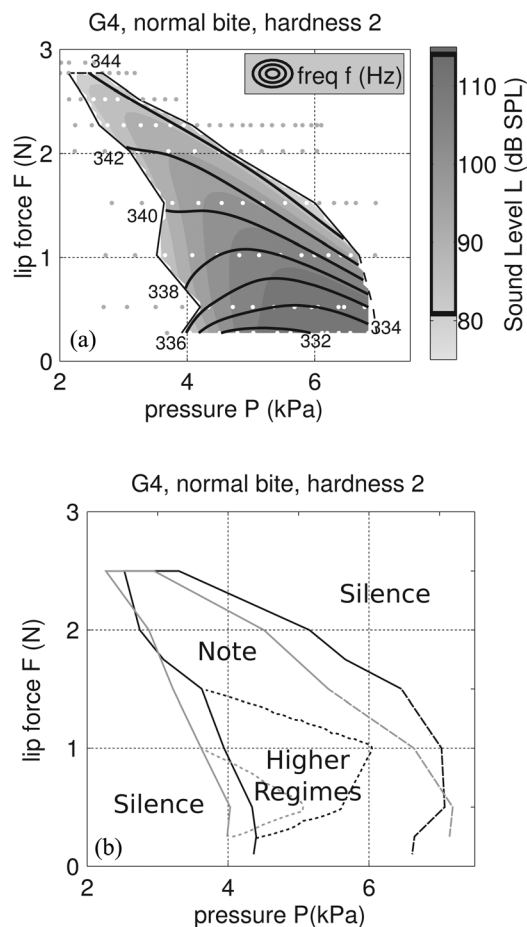 G4, normal bite, hardness 2
3
2
1
0
lip force F (N)
344
342
340
338
336
334
332
freq f (Hz)
(a)
2
4
6
pressure P (kPa)
110
100
90
80
Sound Level L (dB SPL)
G4, normal bite, hardness 2
3
2
1
0
lip force F (N)
Silence
Note
Higher
Regimes
Silence
(b)
2
4
6
pressure P(kPa)